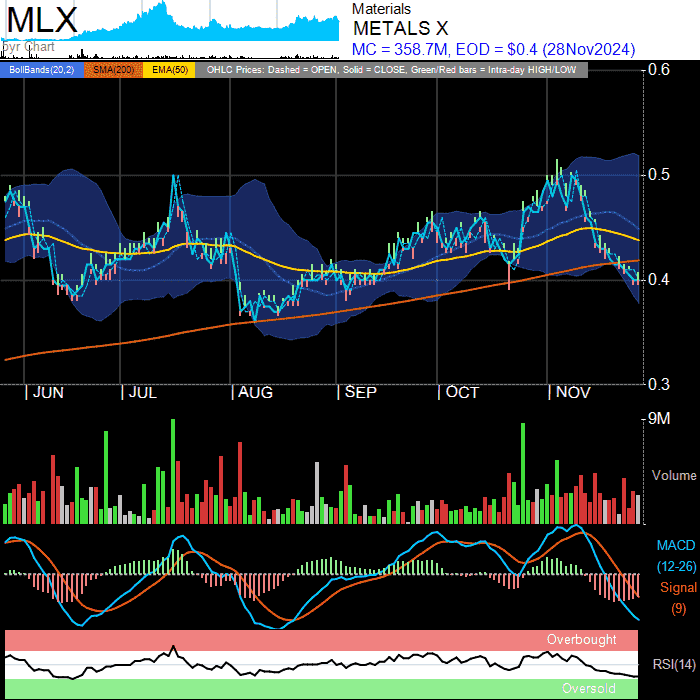 MLX
5yr Chart
Materials
METALS X
MC = 358.7M, EOD = $0.4 (28Nov2024)
BollBands(20,2) SMA(200) EMA(50) OHLC Prices: Dashed = OPEN, Solid = CLOSE, Green/Red bars = Intra-day HIGH/LOW
0.6
0.5
0.4
0.3
JUN JUL AUG SEP OCT NOV
9M
Volume
MACD
(12-26)
Signal
(9)
Overbought
RSI(14)
Oversold